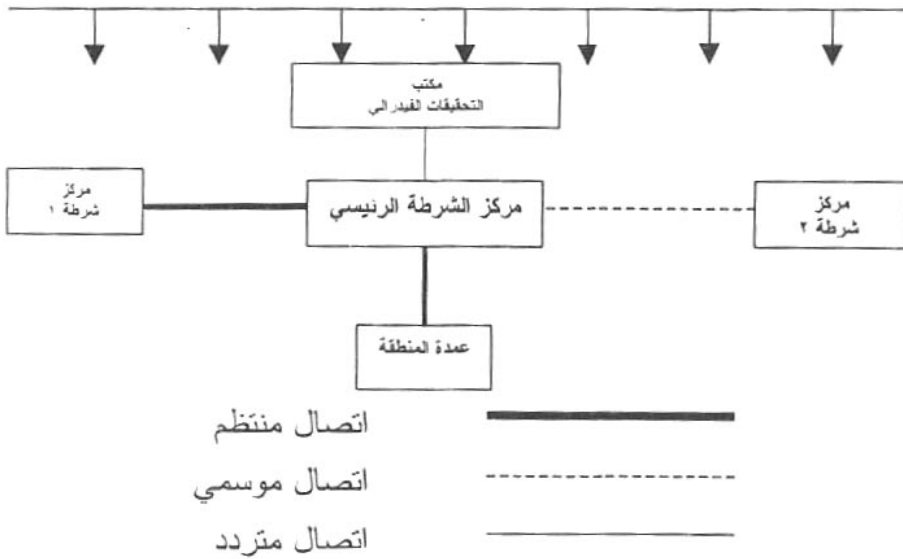 مكتب
التحقيقات الفيدرالي
مركز
شرطة ١
مركز الشرطة الرئيسي
مركز
شرطة ٢
عمدة المنطقة
اتصال منتظم
اتصال موسمي
اتصال متردد